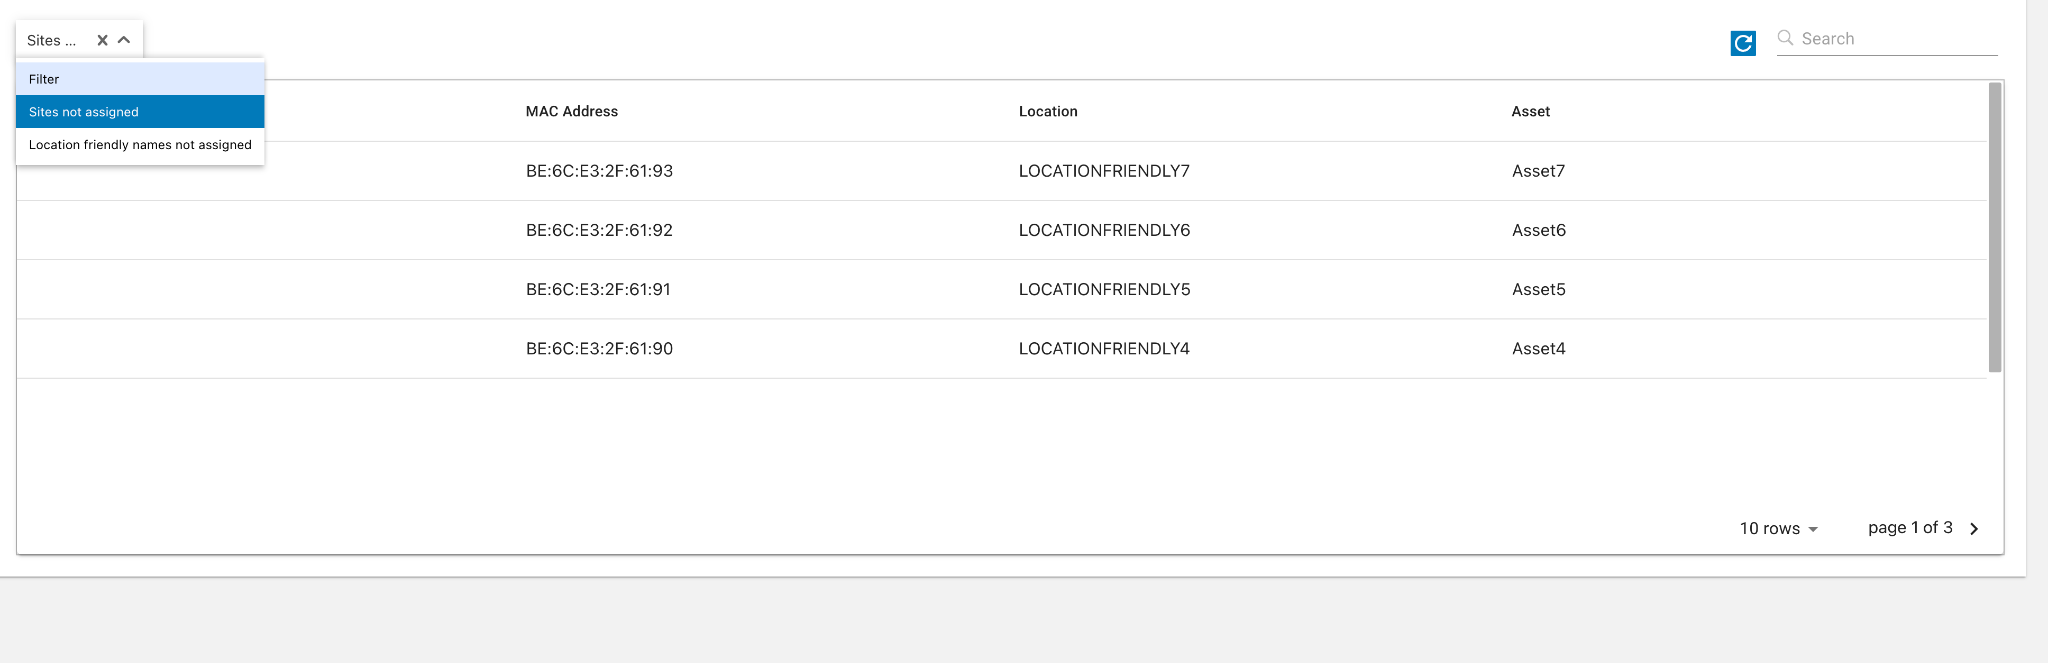 Sites ...
Search
Filter
Sites not assigned
Location friendly names not assigned
MAC Address Location Asset
BE:6C:E3:2F:61:93 LOCATIONFRIENDLY7 Asset7
BE:6C:E3:2F:61:92 LOCATIONFRIENDLY6 Asset6
BE:6C:E3:2F:61:91 LOCATIONFRIENDLY5 Asset5
BE:6C:E3:2F:61:90 LOCATIONFRIENDLY4 Asset4
10 rows page 1 of 3